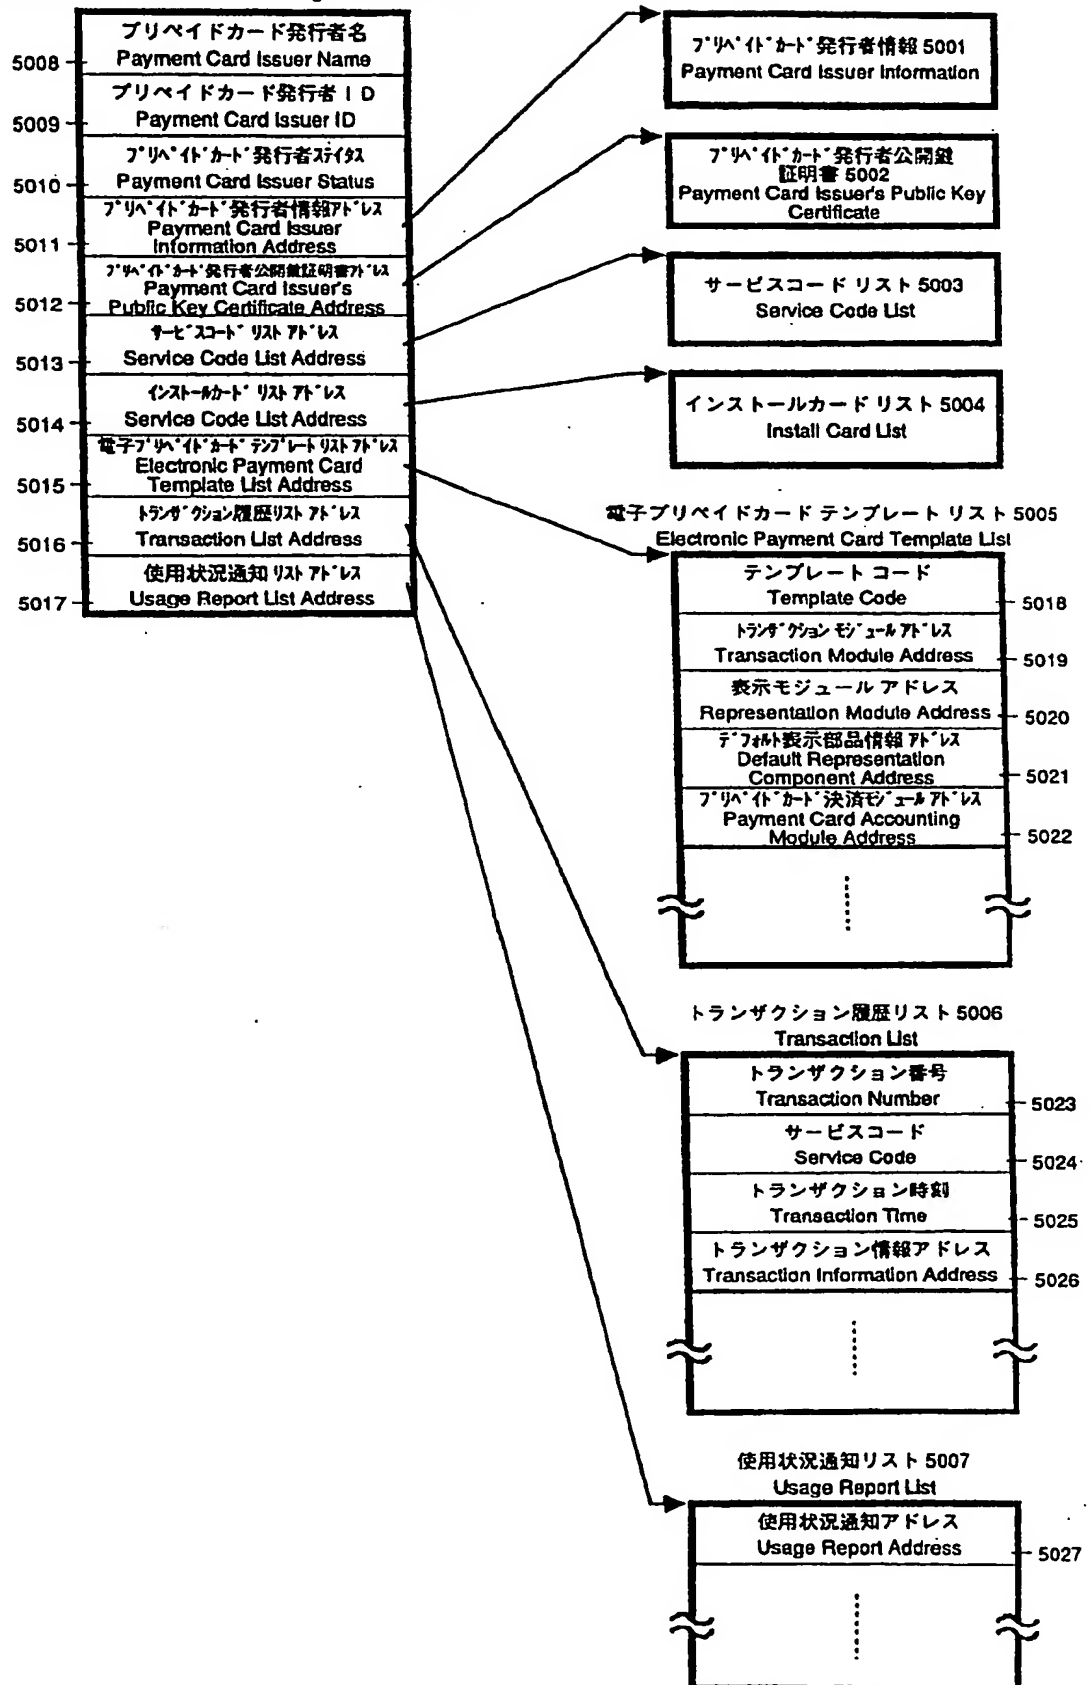 プリペイドカード発行者名
Payment Card Issuer Name
5008
プリペイドカード発行者ID
Payment Card Issuer ID
5009
プリペイドカード発行者ステイタス
Payment Card Issuer Status
5010
プリペイドカード発行者情報アドレス
Payment Card Issuer
Information Address
5011
プリペイドカード発行者公開鍵証明書アドレス
Payment Card Issuer's
Public Key Certificate Address
5012
サービスコード リスト アドレス
Service Code List Address
5013
インストールカード リスト アドレス
Service Code List Address
5014
電子プリペイドカード テンプレート リスト アドレス
Electronic Payment Card
Template List Address
5015
トランザクション履歴リスト アドレス
Transaction List Address
5016
使用状況通知 リスト アドレス
Usage Report List Address
5017
プリペイドカード発行者情報 5001
Payment Card Issuer Information
プリペイドカード発行者公開鍵
証明書 5002
Payment Card Issuer's Public Key
Certificate
サービスコード リスト 5003
Service Code List
インストールカード リスト 5004
Install Card List
電子プリペイドカード テンプレート リスト 5005
Electronic Payment Card Template List
テンプレート コード
Template Code
5018
トランザクション モジュール アドレス
Transaction Module Address
5019
表示モジュール アドレス
Representation Module Address
5020
デフォルト表示部品情報 アドレス
Default Representation
Component Address
5021
プリペイドカード決済モジュール アドレス
Payment Card Accounting
Module Address
5022
トランザクション履歴リスト 5006
Transaction List
トランザクション番号
Transaction Number
5023
サービスコード
Service Code
5024
トランザクション時刻
Transaction Time
5025
トランザクション情報アドレス
Transaction Information Address
5026
使用状況通知リスト 5007
Usage Report List
使用状況通知アドレス
Usage Report Address
5027